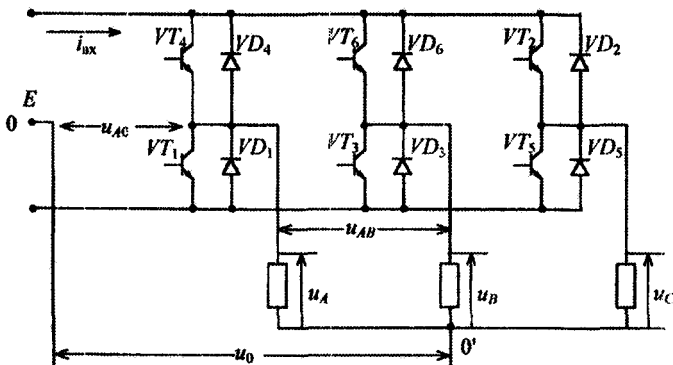 i_вх
VT₄ VD₄ VT₆ VD₆ VT₂ VD₂
E
0
u_A0
VT₁ VD₁ VT₃ VD₃ VT₅ VD₅
u_AB
u_A u_B u_C
0'
u₀